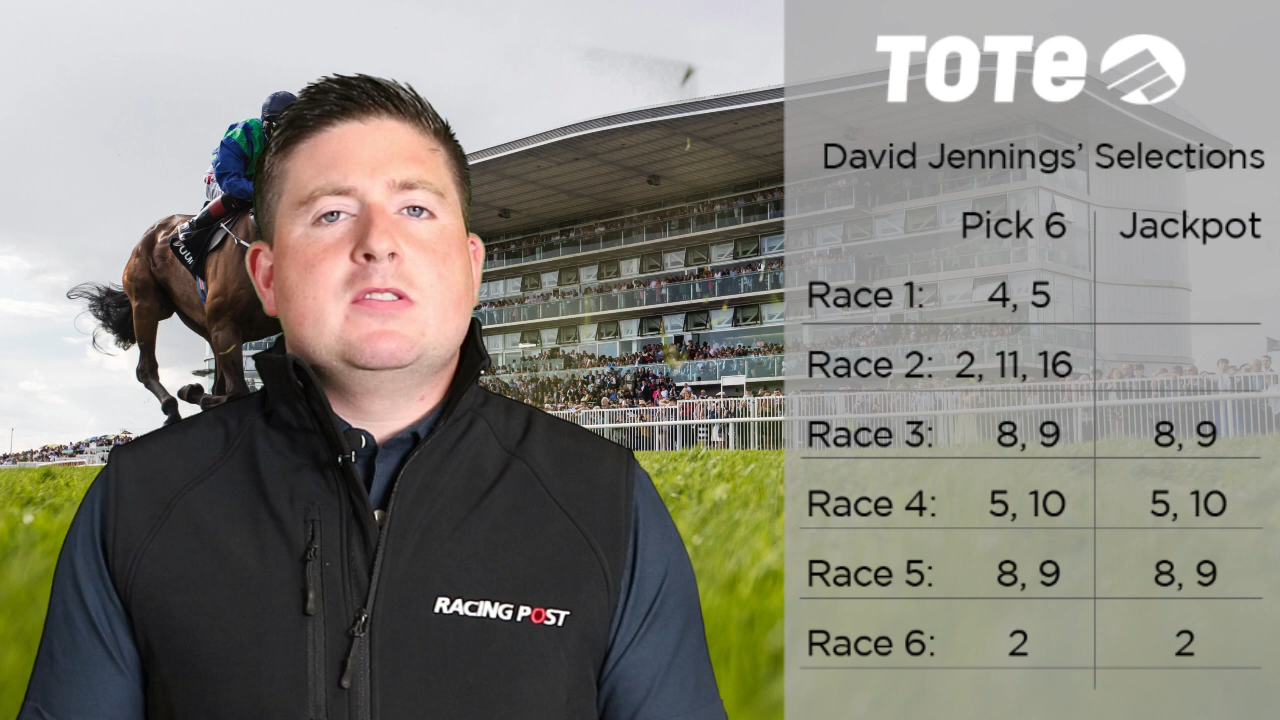 TOTE
David Jennings' Selections
Pick 6 Jackpot
Race 1: 4, 5
Race 2: 2, 11, 16
Race 3: 8, 9 8, 9
Race 4: 5, 10 5, 10
Race 5: 8, 9 8, 9
Race 6: 2 2
RACING POST